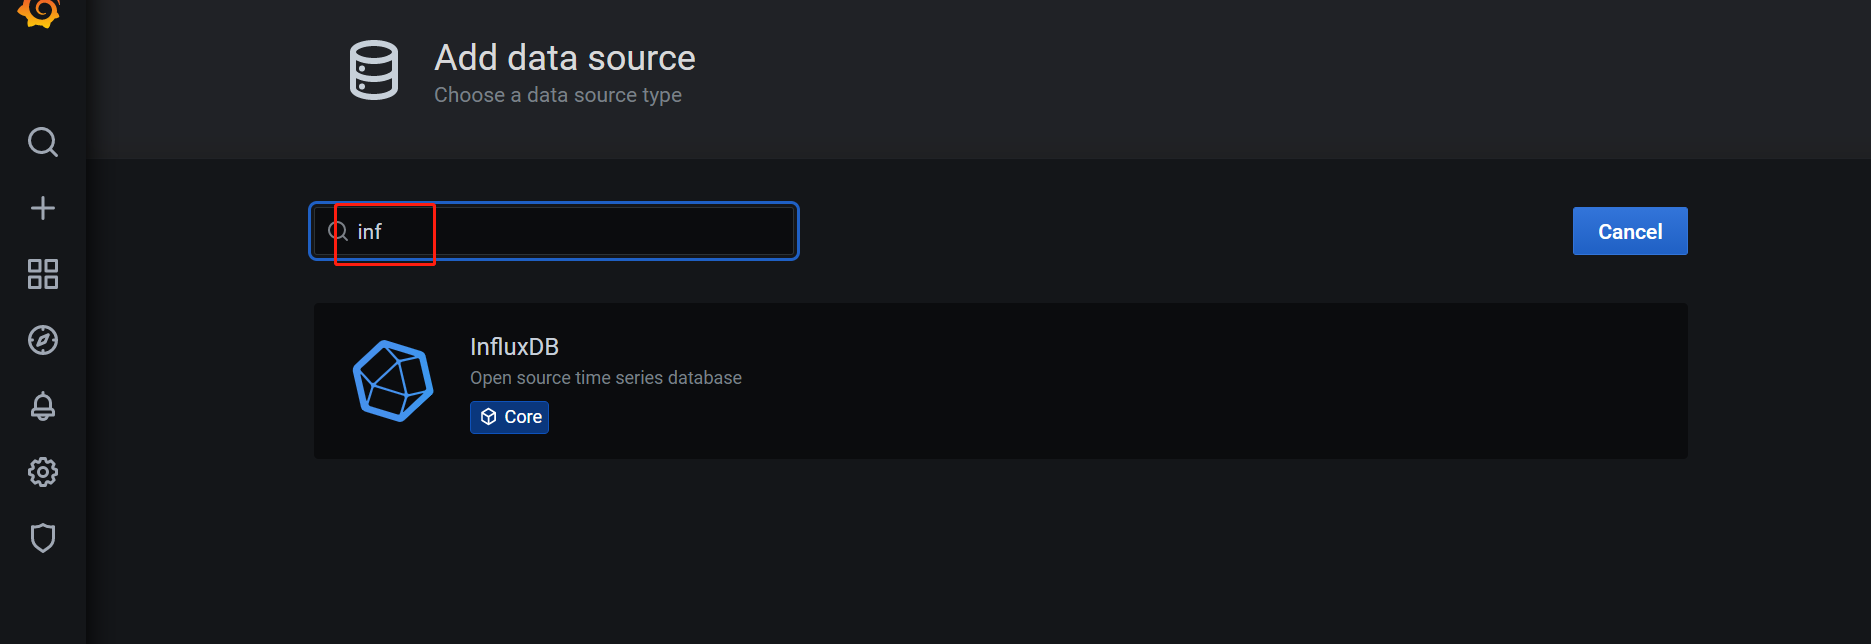 Add data source
Choose a data source type
inf
Cancel
InfluxDB
Open source time series database
Core